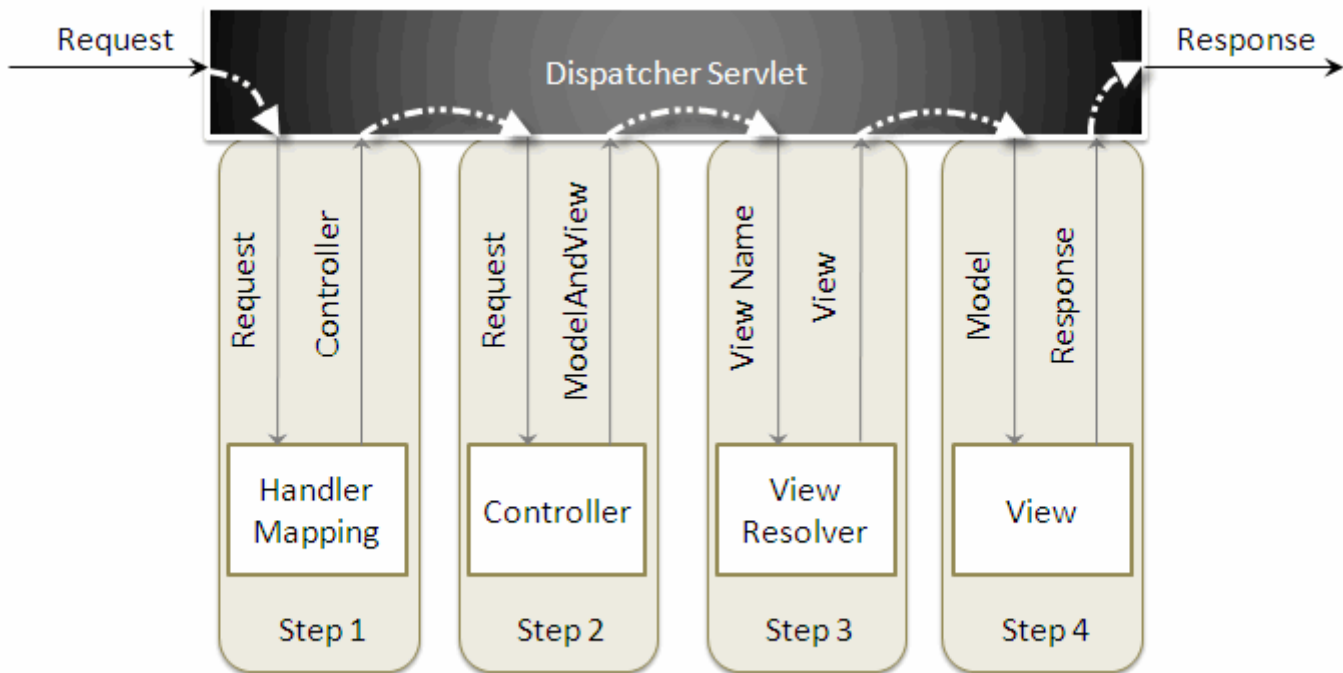 Request
Dispatcher Servlet
Response
Request
Controller
Request
ModelAndView
View Name
View
Model
Response
Handler
Mapping
Controller
View
Resolver
View
Step 1
Step 2
Step 3
Step 4